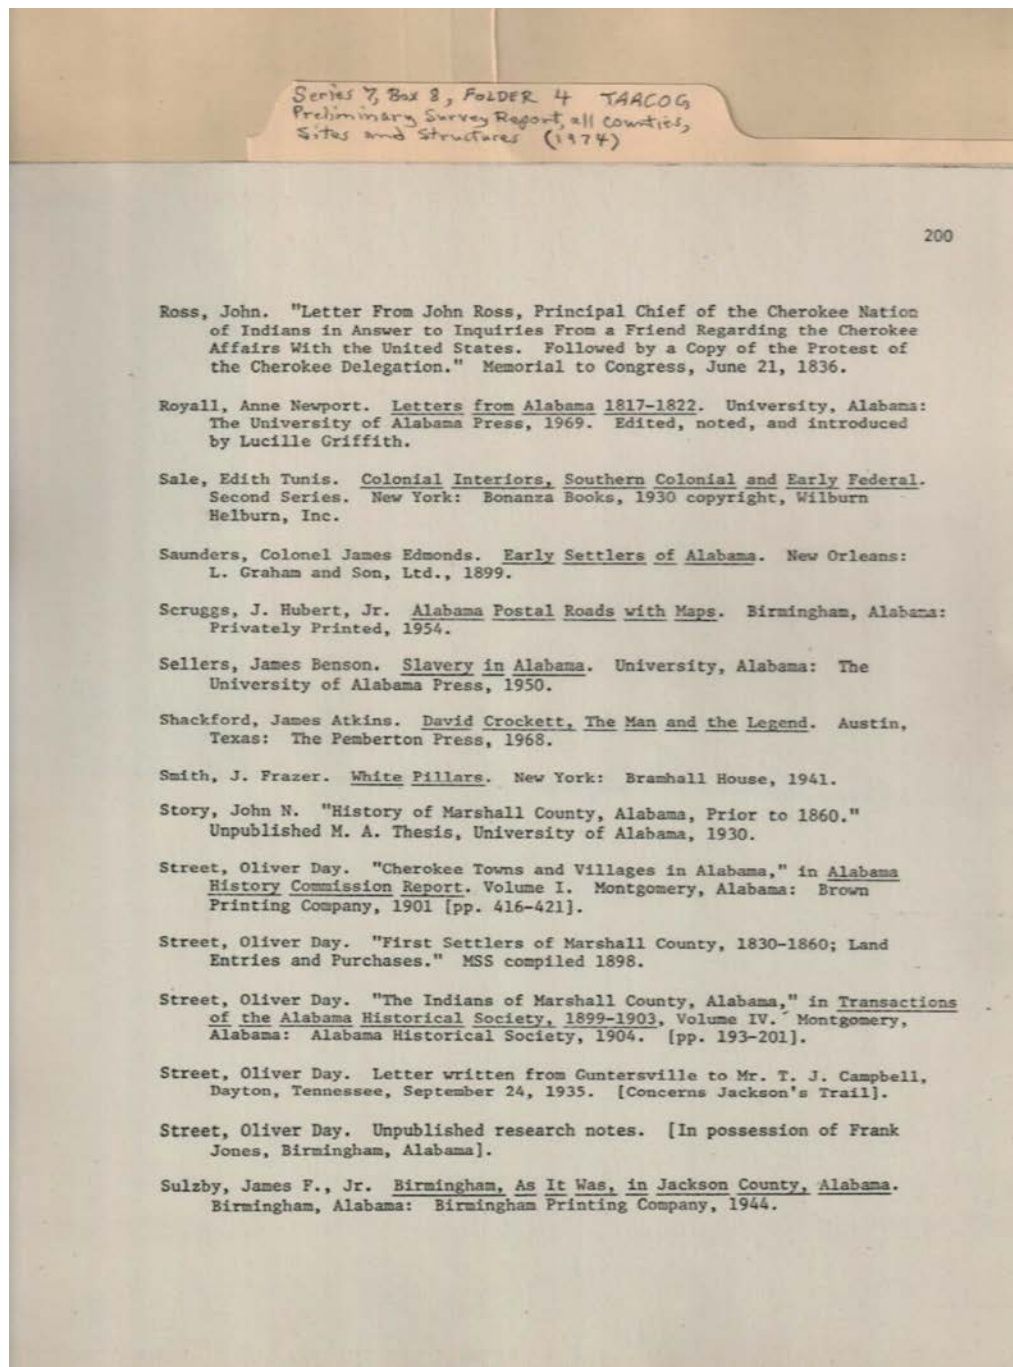 Series 7, Box 8, FOLDER 4 TARCOG
Preliminary Survey Report, all counties,
Sites and Structures (1974)
200
Ross, John. "Letter From John Ross, Principal Chief of the Cherokee Nation
of Indians in Answer to Inquiries From a Friend Regarding the Cherokee
Affairs With the United States. Followed by a Copy of the Protest of
the Cherokee Delegation." Memorial to Congress, June 21, 1836.
Royall, Anne Newport. Letters from Alabama 1817-1822. University, Alabama:
The University of Alabama Press, 1969. Edited, noted, and introduced
by Lucille Griffith.
Sale, Edith Tunis. Colonial Interiors, Southern Colonial and Early Federal.
Second Series. New York: Bonanza Books, 1930 copyright, Wilburn
Helburn, Inc.
Saunders, Colonel James Edmonds. Early Settlers of Alabama. New Orleans:
L. Graham and Son, Ltd., 1899.
Scruggs, J. Hubert, Jr. Alabama Postal Roads with Maps. Birmingham, Alabama:
Privately Printed, 1954.
Sellers, James Benson. Slavery in Alabama. University, Alabama: The
University of Alabama Press, 1950.
Shackford, James Atkins. David Crockett, The Man and the Legend. Austin,
Texas: The Pemberton Press, 1968.
Smith, J. Frazer. White Pillars. New York: Bramhall House, 1941.
Story, John N. "History of Marshall County, Alabama, Prior to 1860."
Unpublished M. A. Thesis, University of Alabama, 1930.
Street, Oliver Day. "Cherokee Towns and Villages in Alabama," in Alabama
History Commission Report. Volume I. Montgomery, Alabama: Brown
Printing Company, 1901 [pp. 416-421].
Street, Oliver Day. "First Settlers of Marshall County, 1830-1860; Land
Entries and Purchases." MSS compiled 1898.
Street, Oliver Day. "The Indians of Marshall County, Alabama," in Transactions
of the Alabama Historical Society, 1899-1903, Volume IV. Montgomery,
Alabama: Alabama Historical Society, 1904. [pp. 193-201].
Street, Oliver Day. Letter written from Guntersville to Mr. T. J. Campbell,
Dayton, Tennessee, September 24, 1935. [Concerns Jackson's Trail].
Street, Oliver Day. Unpublished research notes. [In possession of Frank
Jones, Birmingham, Alabama].
Sulzby, James F., Jr. Birmingham, As It Was, in Jackson County, Alabama.
Birmingham, Alabama: Birmingham Printing Company, 1944.